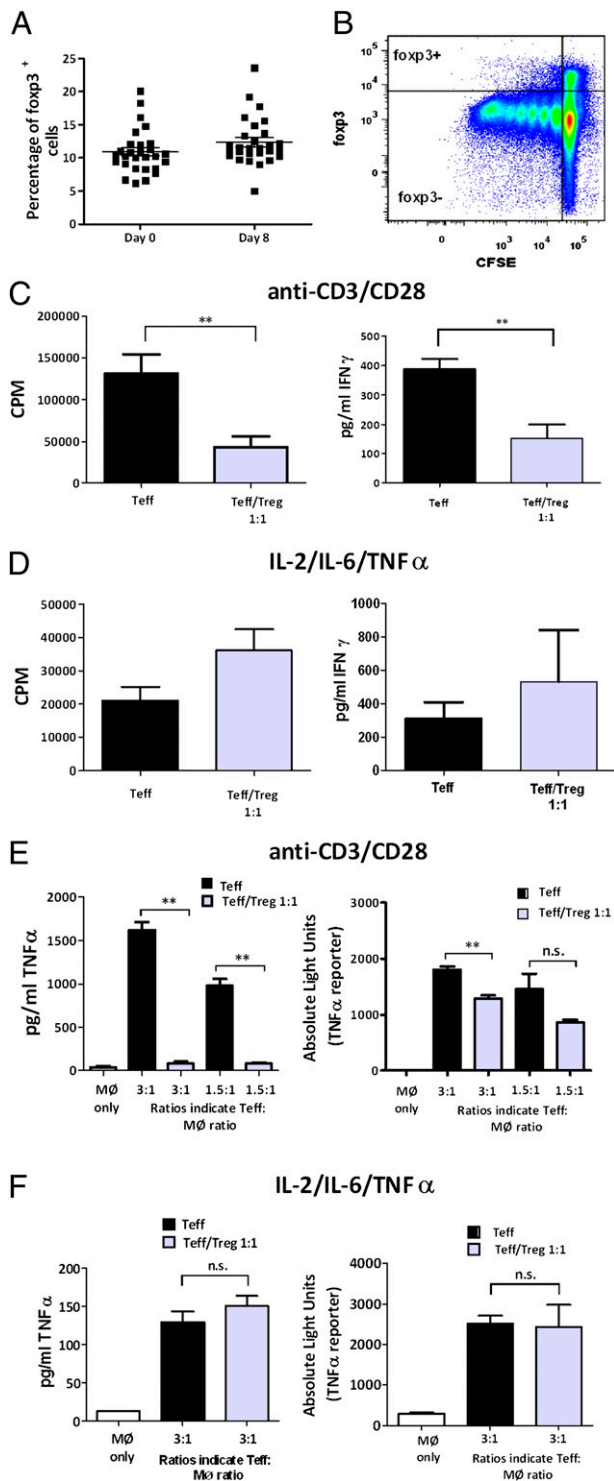 A
Percentage of foxp3 +
cells
25
20
15
10
5
0
Day 0
Day 8
B
foxp3+
foxp3-
foxp3
10^5
10^4
10^3
0
0
10^3
10^4
10^5
CFSE
C
anti-CD3/CD28
CPM
200000
150000
100000
50000
0
**
Teff
Teff/Treg
1:1
pg/ml IFN γ
500
400
300
200
100
0
**
Teff
Teff/Treg
1:1
D
IL-2/IL-6/TNF α
CPM
50000
40000
30000
20000
10000
0
Teff
Teff/Treg
1:1
pg/ml IFN γ
1000
800
600
400
200
0
Teff
Teff/Treg
1:1
E
anti-CD3/CD28
Teff
Teff/Treg 1:1
pg/ml TNFα
2000
1500
1000
500
0
**
**
MØ
only
3:1
3:1
1.5:1
1.5:1
Ratios indicate Teff:
MØ ratio
Teff
Teff/Treg 1:1
Absolute Light Units
(TNFα reporter)
3000
2000
1000
0
**
n.s.
MØ
only
3:1
3:1
1.5:1
1.5:1
Ratios indicate Teff:
MØ ratio
F
IL-2/IL-6/TNF α
Teff
Teff/Treg 1:1
pg/ml TNFα
200
150
100
50
0
n.s.
MØ
only
3:1
3:1
Ratios indicate Teff:
MØ ratio
Teff
Teff/Treg 1:1
Absolute Light Units
(TNFα reporter)
4000
3000
2000
1000
0
n.s.
MØ
only
3:1
3:1
Ratios indicate Teff:
MØ ratio